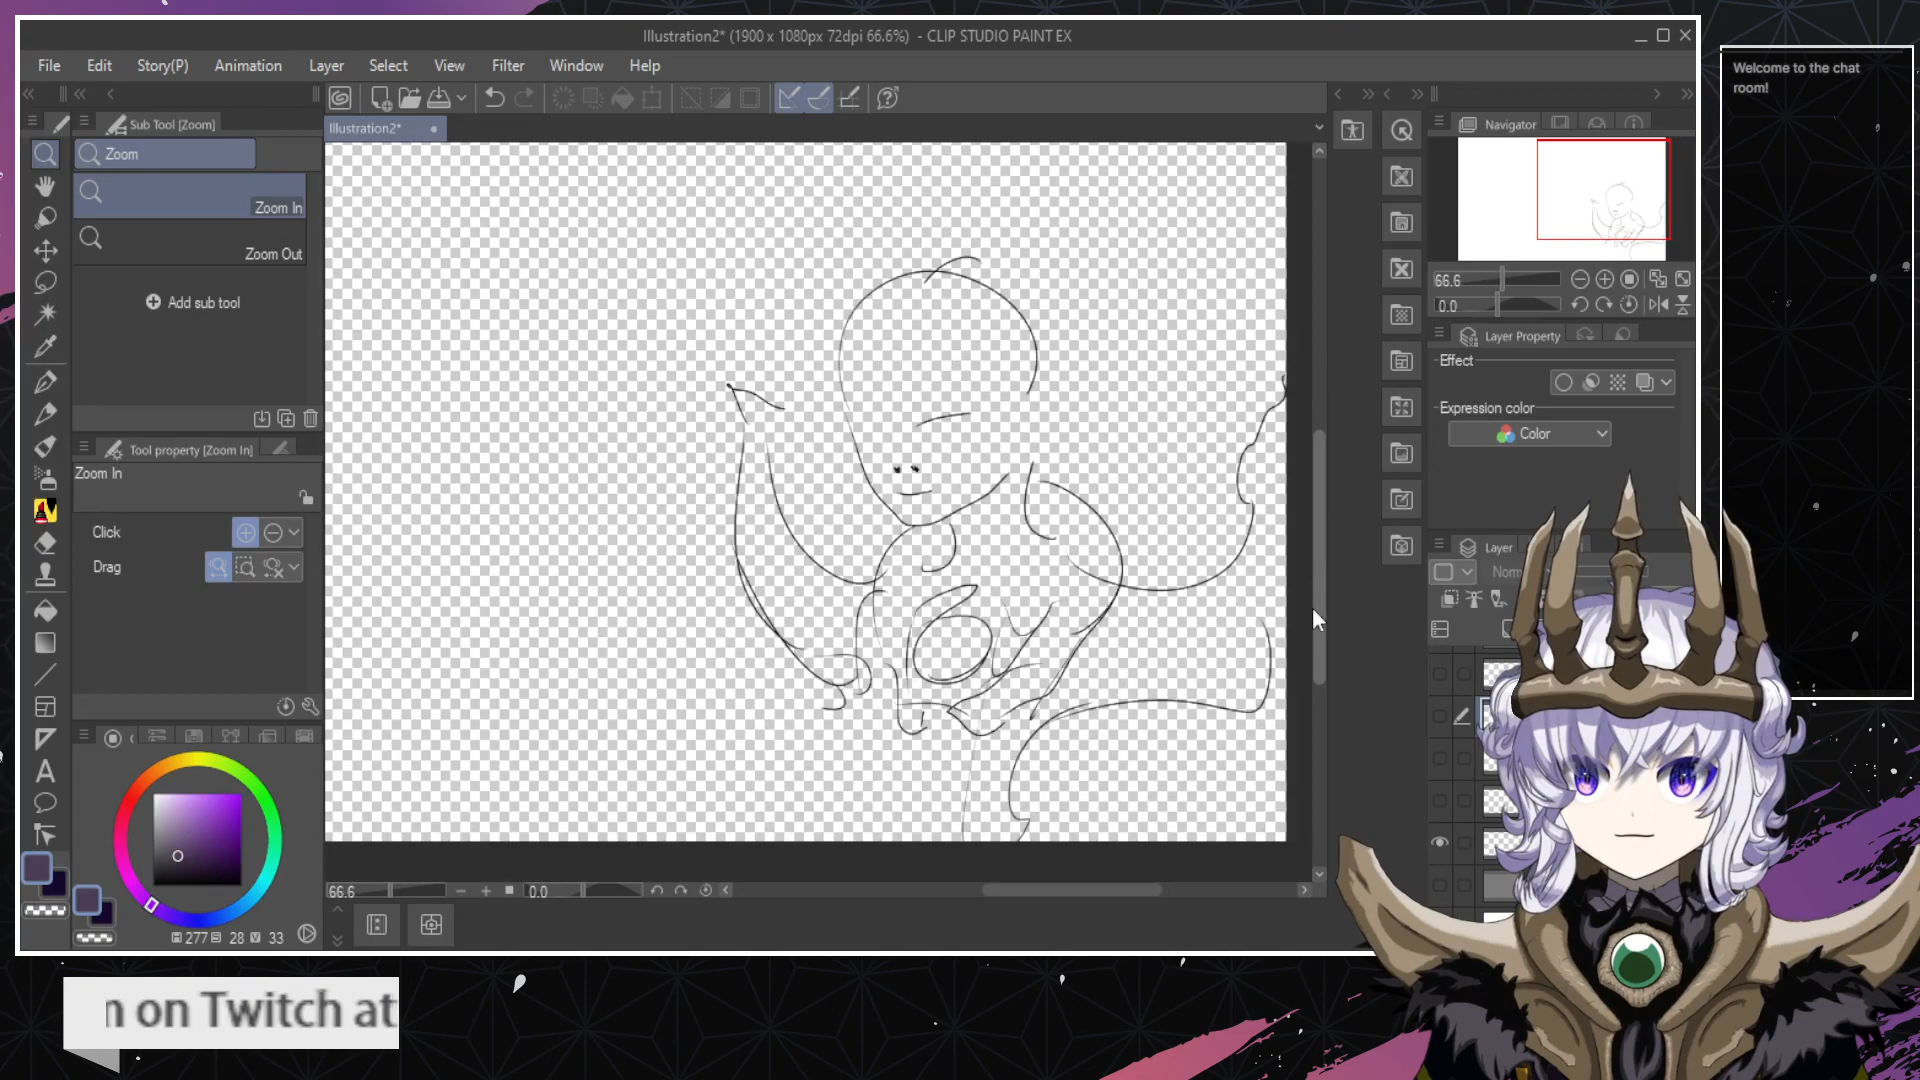 Illustration2* (1900 x 1080px 72dpi 66.6%) - CLIP STUDIO PAINT EX
File Edit Story(P) Animation Layer Select View Filter Window Help
Welcome to the chat
room!
Sub Tool [Zoom]
Illustration2*
Navigator
Zoom
Zoom In
Zoom Out
Add sub tool
66.6
0.0
Layer Property
Effect
Expression color
Color
Tool property [Zoom In]
Zoom In
Click
Drag
Layer
Norm
66.6
0.0
277 28 33
n on Twitch at